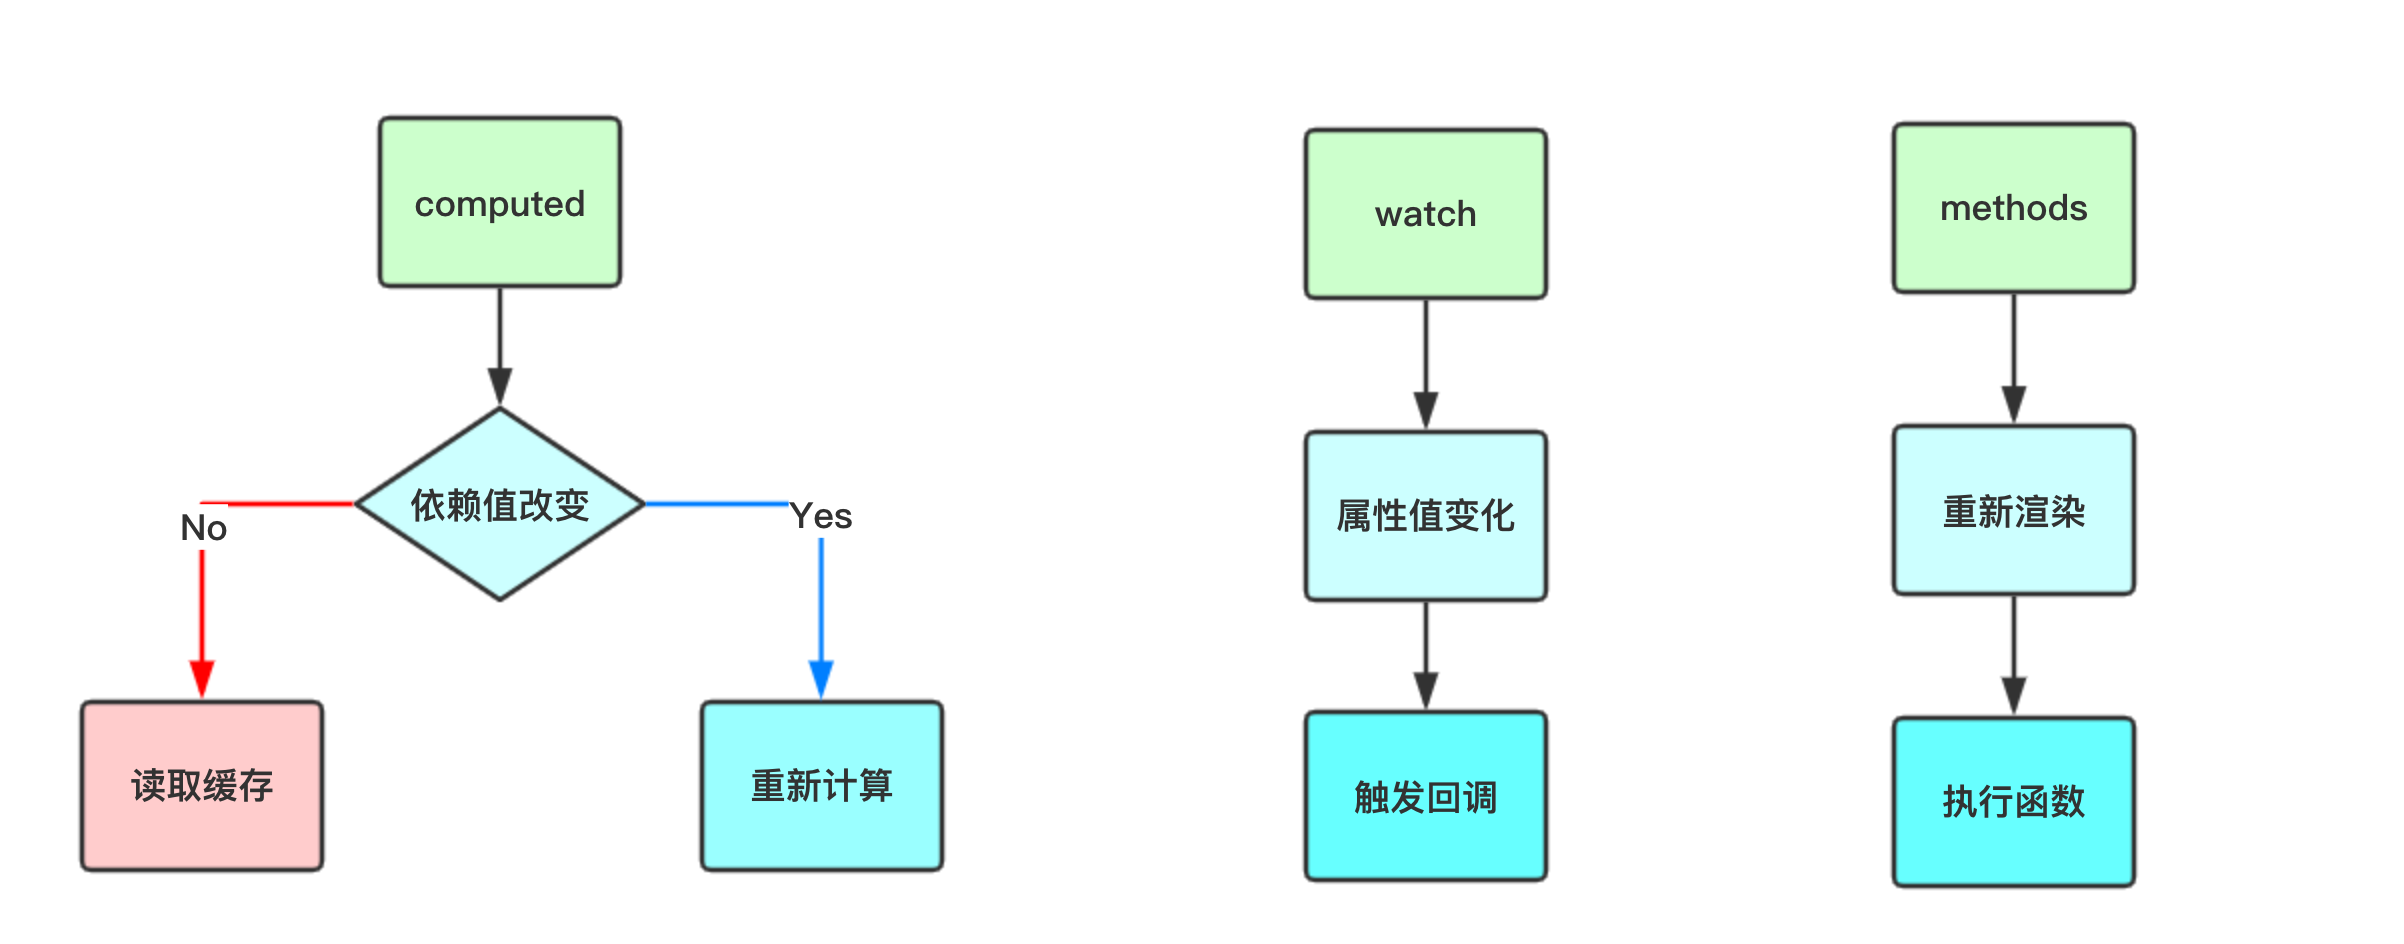 computed
依赖值改变
No
Yes
读取缓存
重新计算
watch
属性值变化
触发回调
methods
重新渲染
执行函数